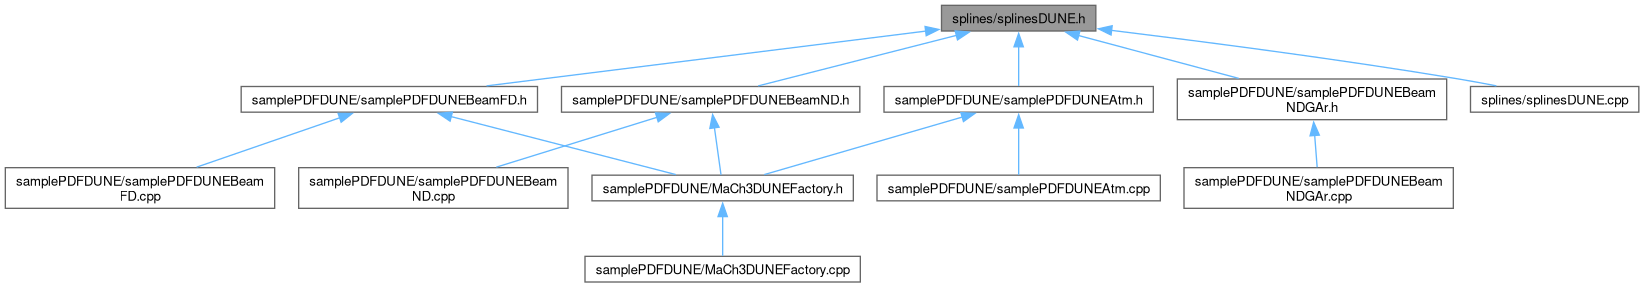 splines/splinesDUNE.h
samplePDFDUNE/samplePDFDUNEBeamFD.h
samplePDFDUNE/samplePDFDUNEBeamND.h
samplePDFDUNE/samplePDFDUNEAtm.h
samplePDFDUNE/samplePDFDUNEBeam
NDGAr.h
splines/splinesDUNE.cpp
samplePDFDUNE/samplePDFDUNEBeam
FD.cpp
samplePDFDUNE/samplePDFDUNEBeam
ND.cpp
samplePDFDUNE/MaCh3DUNEFactory.h
samplePDFDUNE/samplePDFDUNEAtm.cpp
samplePDFDUNE/samplePDFDUNEBeam
NDGAr.cpp
samplePDFDUNE/MaCh3DUNEFactory.cpp